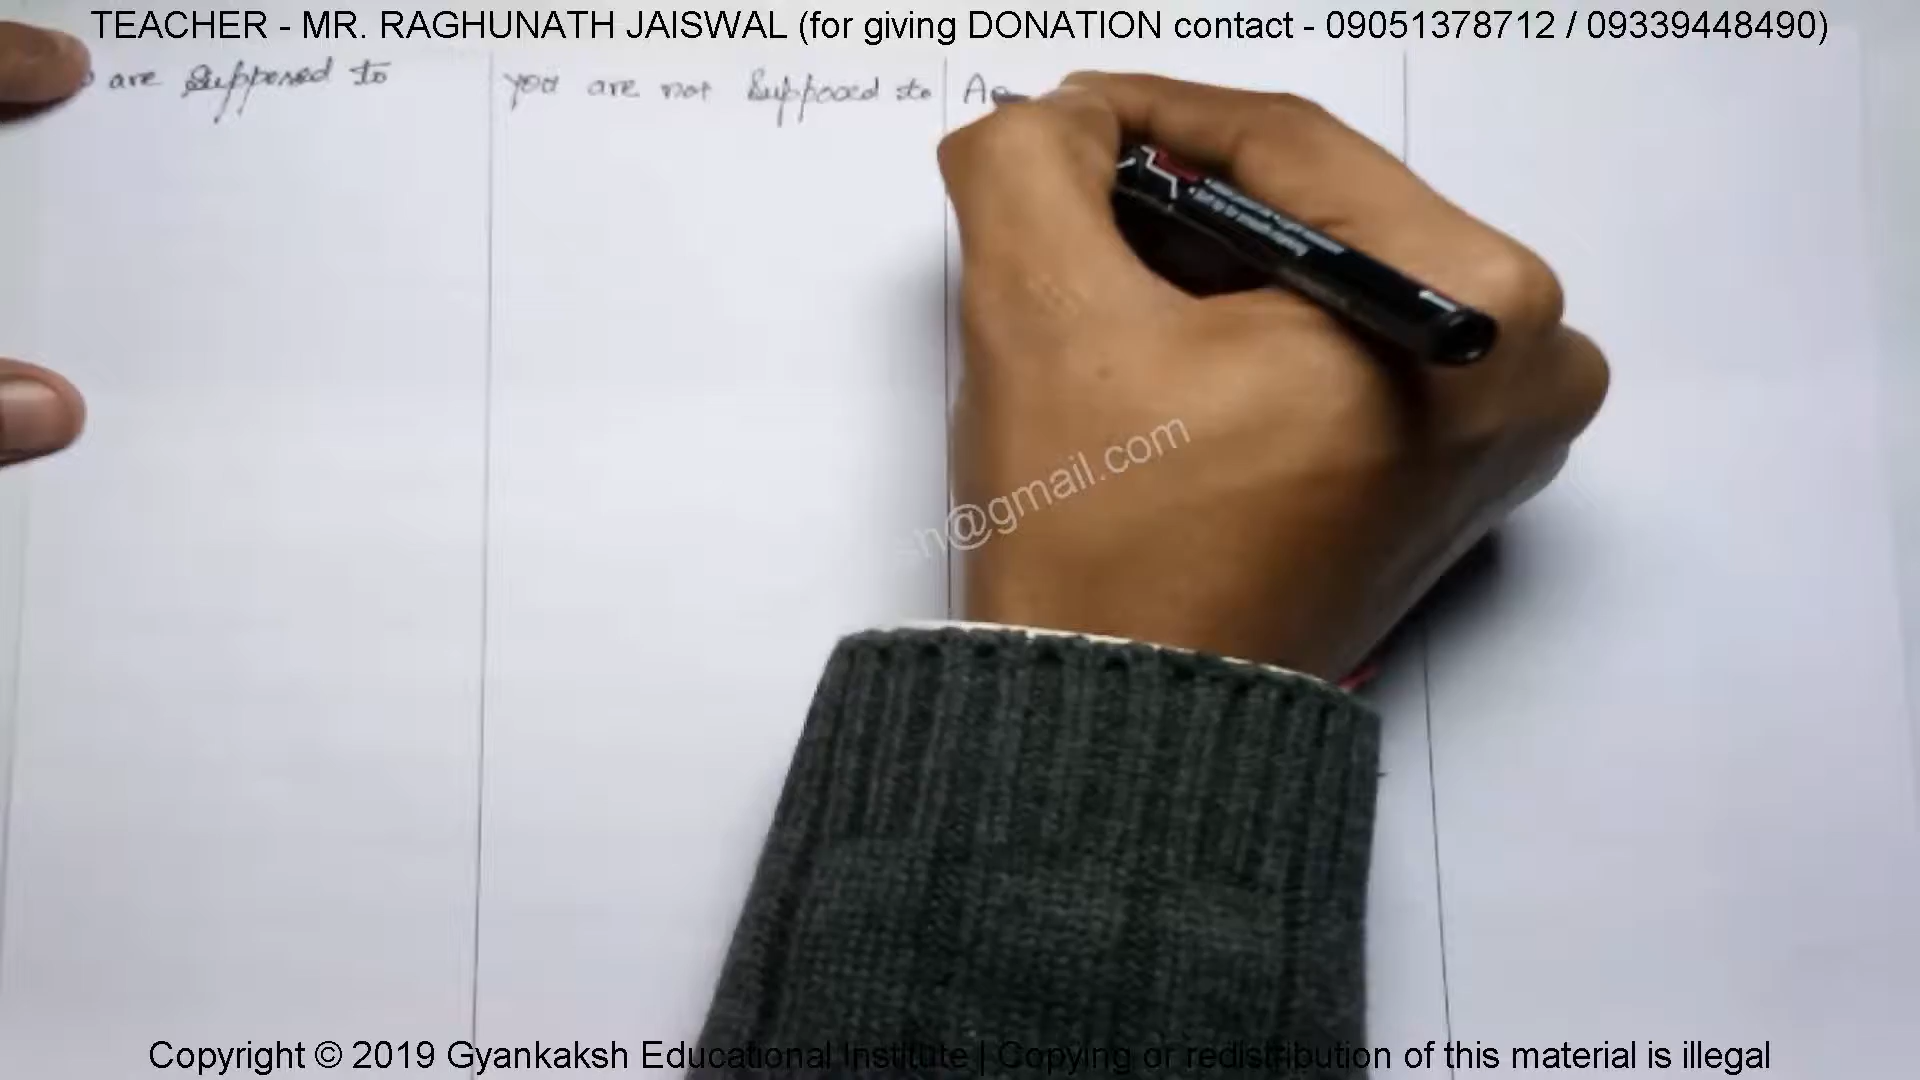 TEACHER - MR. RAGHUNATH JAISWAL (for giving DONATION contact - 09051378712 / 09339448490)
are supposed to
you are not supposed to
h@gmail.com
Copyright © 2019 Gyankaksh Educational Institute | Copying or redistribution of this material is illegal